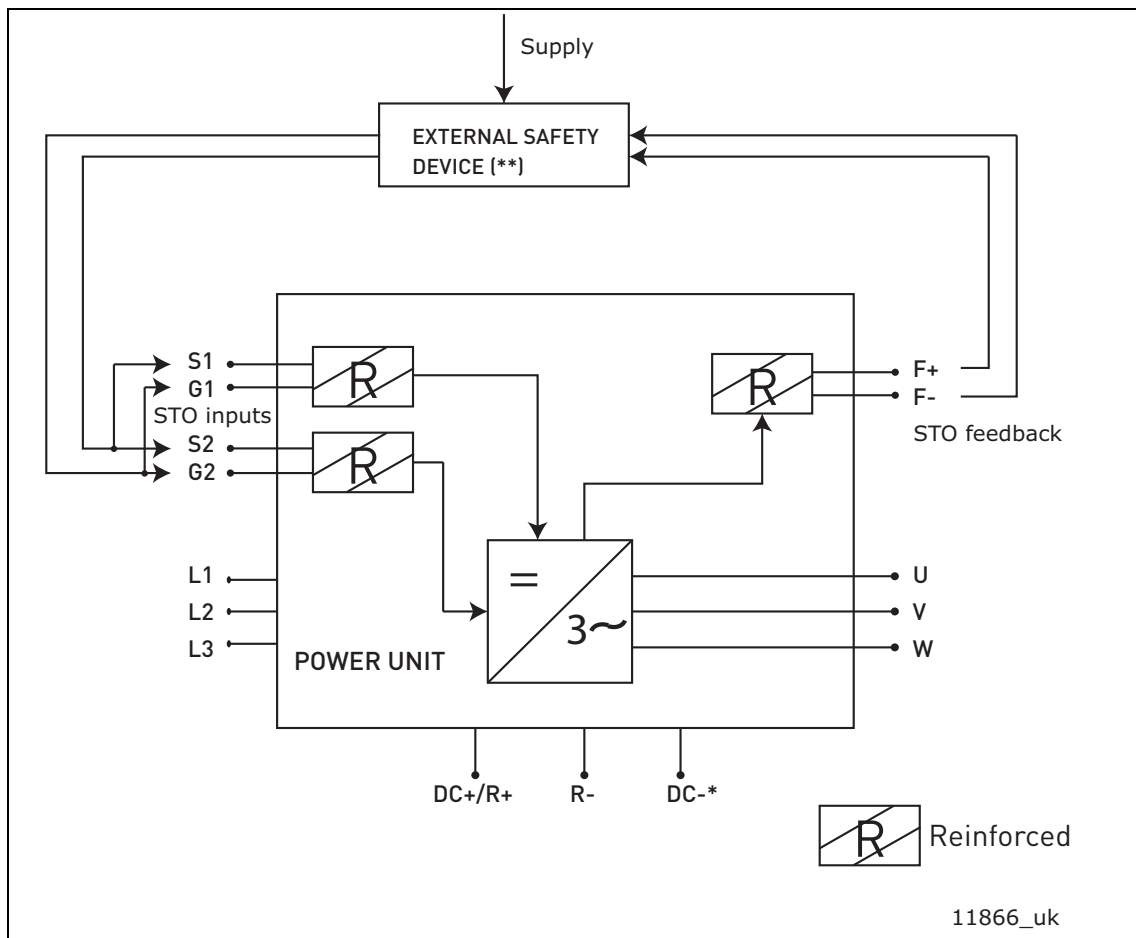 Supply
EXTERNAL SAFETY
DEVICE (**)
S1
G1
STO inputs
S2
G2
R
R
R
F+
F-
STO feedback
L1
L2
L3
=
3~
U
V
W
POWER UNIT
DC+/R+
R-
DC-*
R
Reinforced
11866_uk